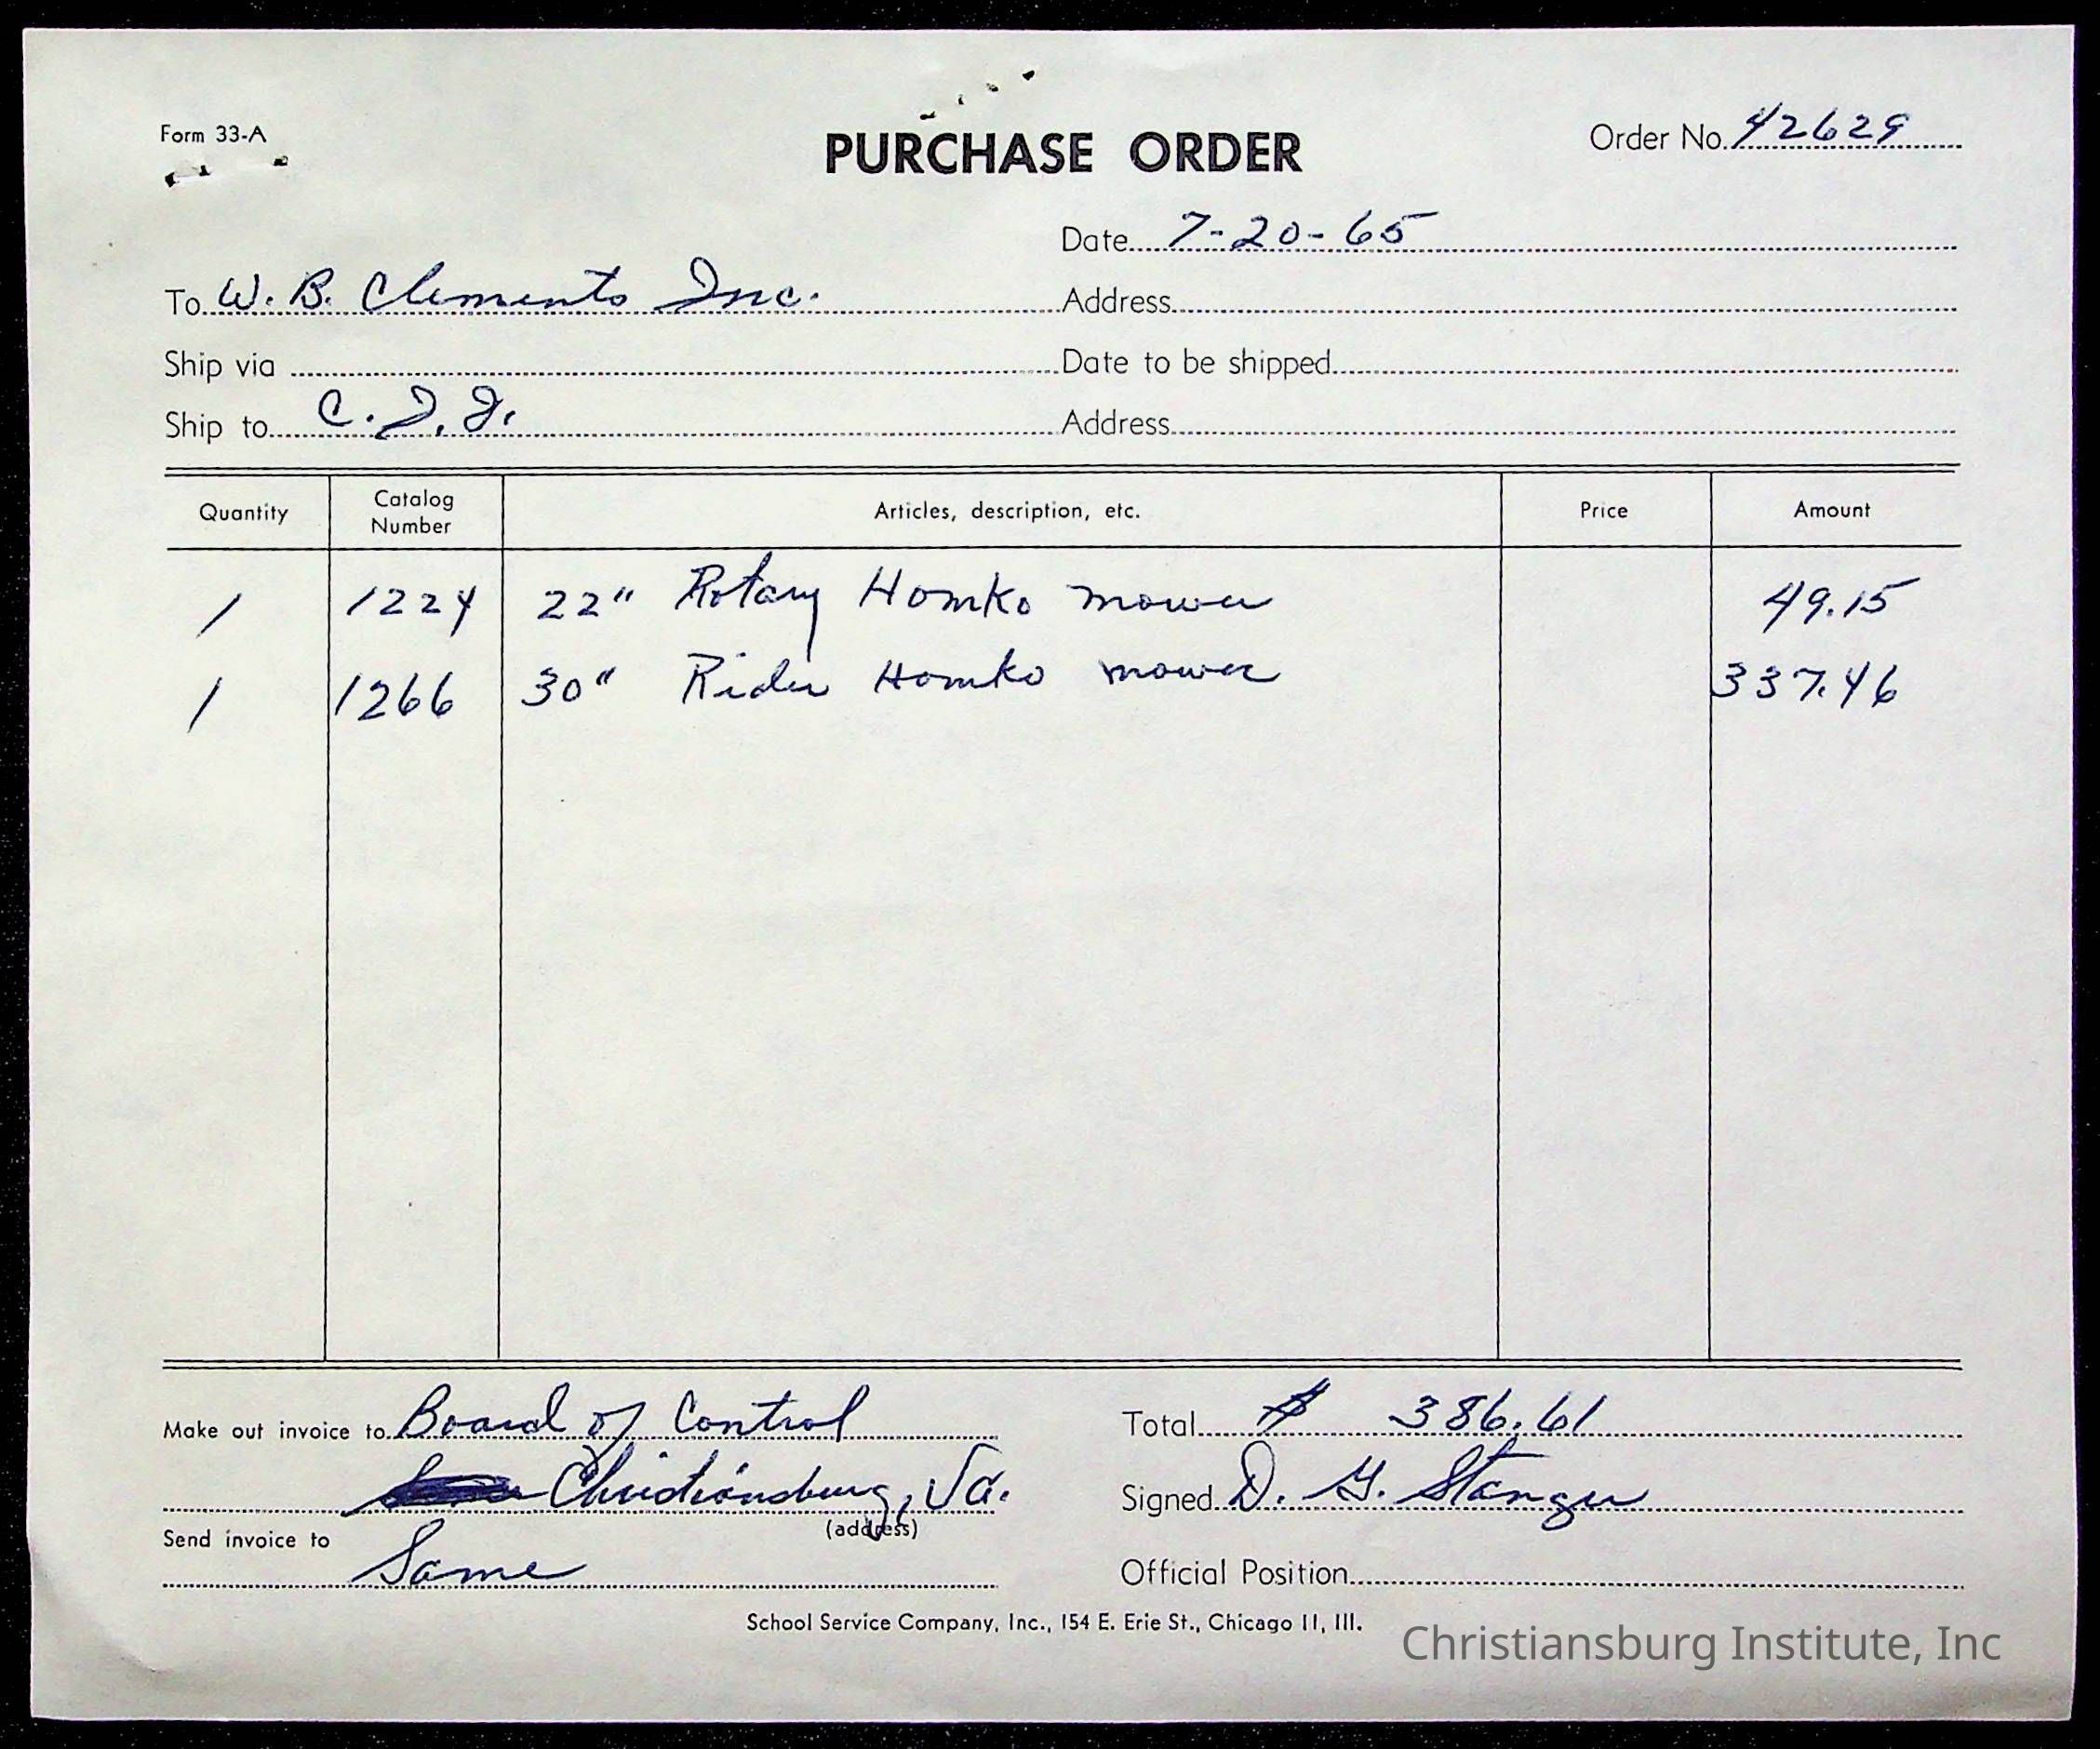 Form 33-A
PURCHASE ORDER
Order No. 42629
Date 7-20-65
To W. B. Clements Inc. Address
Ship via Date to be shipped
Ship to C. I. I. Address
Quantity Catalog Number Articles, description, etc. Price Amount
1 1224 22" Rotary Homko mower 49.15
1 1266 30" Rider Homko mower 337.46
Make out invoice to Board of Control Total $ 386.61
Christiansburg, Va. Signed D. G. Stanger
(address)
Send invoice to
Same Official Position
School Service Company, Inc., 154 E. Erie St., Chicago 11, Ill.
Christiansburg Institute, Inc